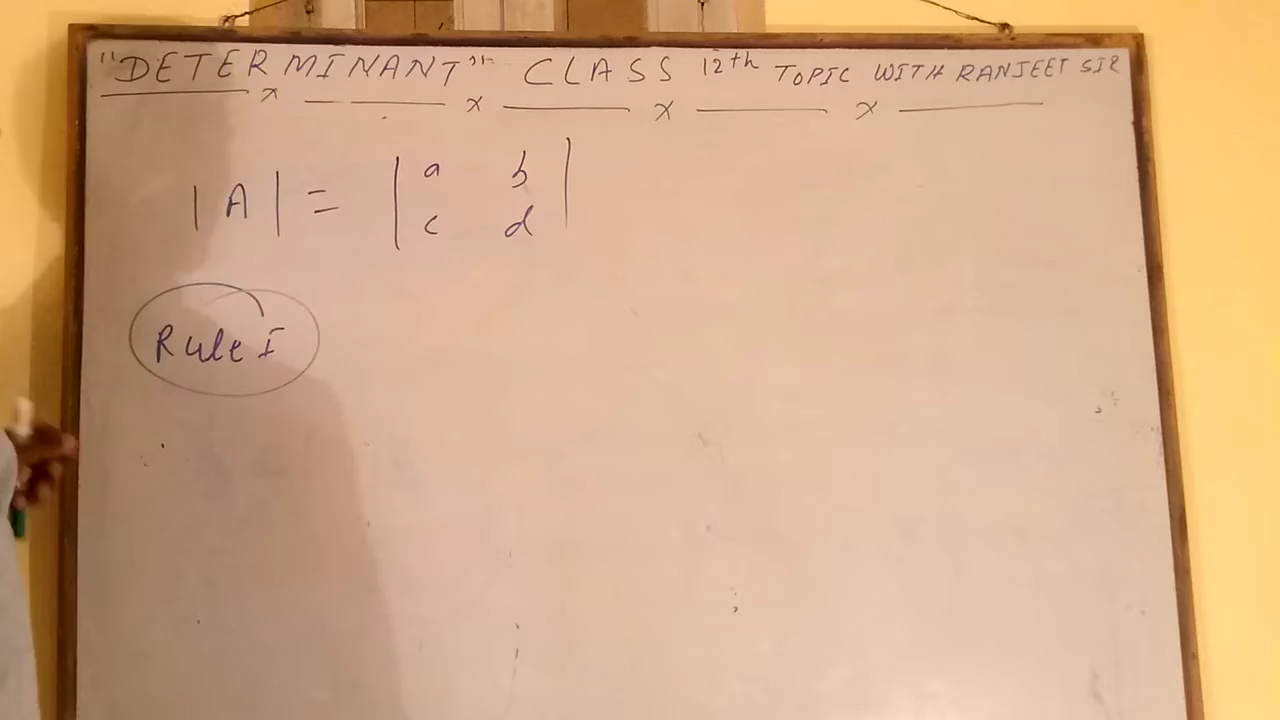 "DETERMINANT" CLASS 12th TOPIC WITH RANJEET SIR
x x x x
|A| = | a b |
| c d |
Rule I